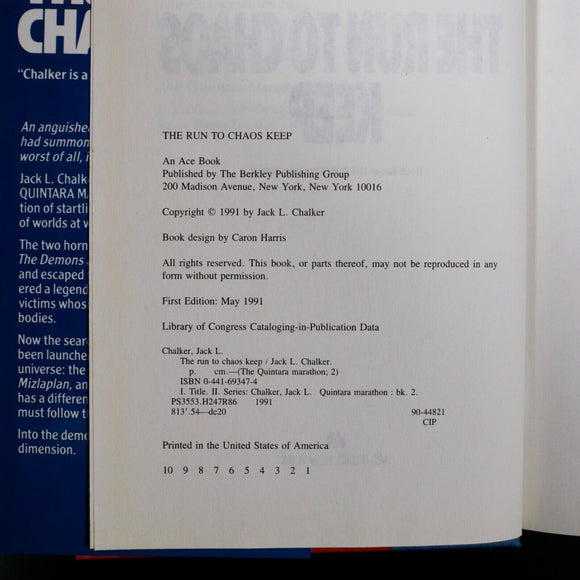 CHA
"Chalker is a
An anguishe
had summon
worst of all, i
Jack L. Chalk
QUINTARA M
tion of startli
of worlds at w
The two horn
The Demons
and escaped
ered a legend
victims whos
bodies.
Now the sear
been launche
universe: the
Mizlaplan, an
has a differen
must follow t
Into the demo
dimension.
THE RUN TO CHAOS
KEEP
THE RUN TO CHAOS KEEP
An Ace Book
Published by The Berkley Publishing Group
200 Madison Avenue, New York, New York 10016
Copyright © 1991 by Jack L. Chalker
Book design by Caron Harris
All rights reserved. This book, or parts thereof, may not be reproduced in any
form without permission.
First Edition: May 1991
Library of Congress Cataloging-in-Publication Data
Chalker, Jack L.
The run to chaos keep / Jack L. Chalker.
p. cm.—(The Quintara marathon; 2)
ISBN 0-441-69347-4
I. Title. II. Series: Chalker, Jack L. Quintara marathon : bk. 2.
PS3553.H247R86 1991
813'.54—dc20 90-44821
CIP
Printed in the United States of America
10 9 8 7 6 5 4 3 2 1